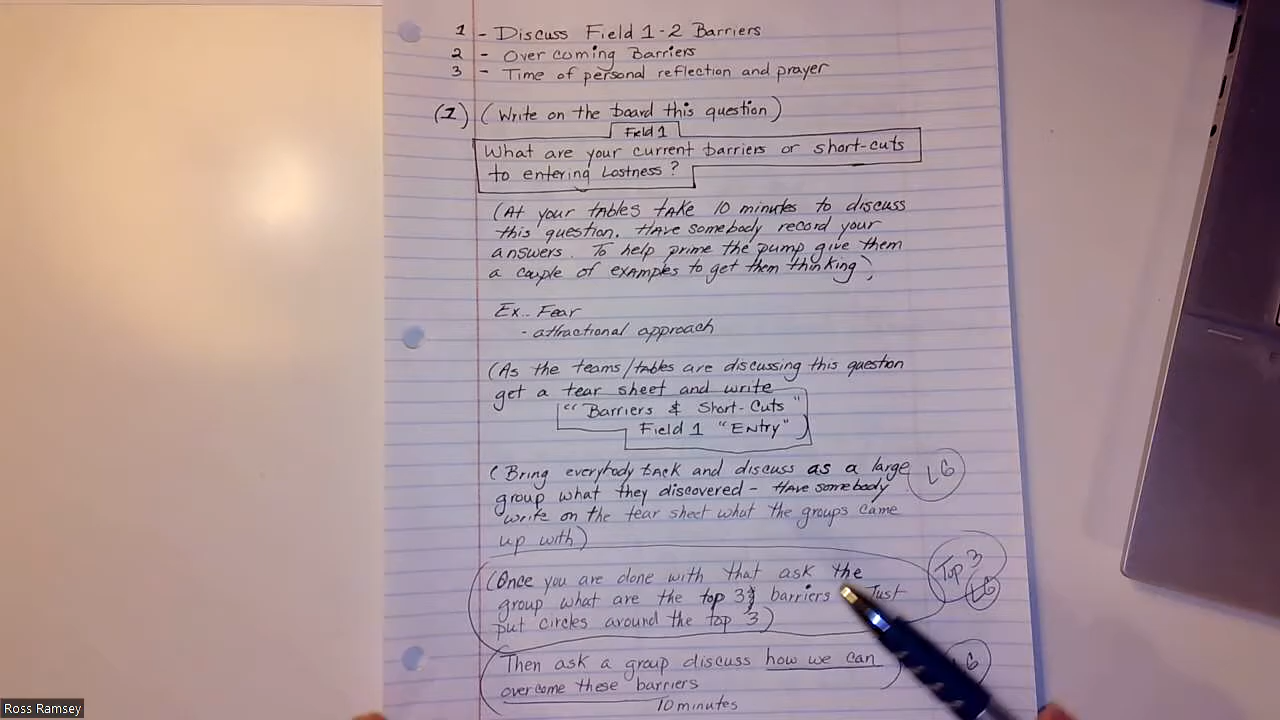 1 - Discuss Field 1-2 Barriers
2 - Over coming Barriers
3 - Time of personal reflection and prayer
(1) (Write on the board this question)
Field 1
What are your current barriers or short-cuts
to entering Lostness?
(At your tables take 10 minutes to discuss
this question. Have somebody record your
answers. To help prime the pump give them
a couple of examples to get them thinking)
Ex.. Fear
- attractional approach
(As the teams/tables are discussing this question
get a tear sheet and write
"Barriers & Short-Cuts"
Field 1 "Entry")
(Bring everybody back and discuss as a large
group what they discovered - Have somebody
write on the tear sheet what the groups came
up with)
LG
(Once you are done with that ask the
group what are the top 3 barriers Just
put circles around the top 3)
Top 3
LG
Then ask a group discuss how we can
overcome these barriers
10 minutes
Ross Ramsey